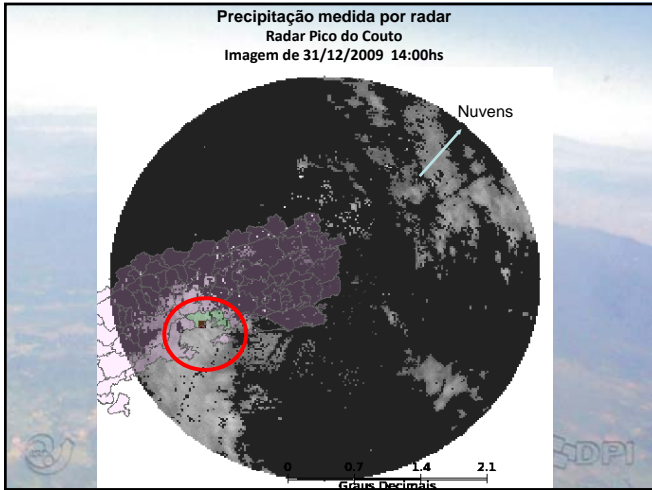 Precipitação medida por radar
Radar Pico do Couto
Imagem de 31/12/2009 14:00hs
Nuvens
0 0.7 1.4 2.1
Graus Decimais
DPI